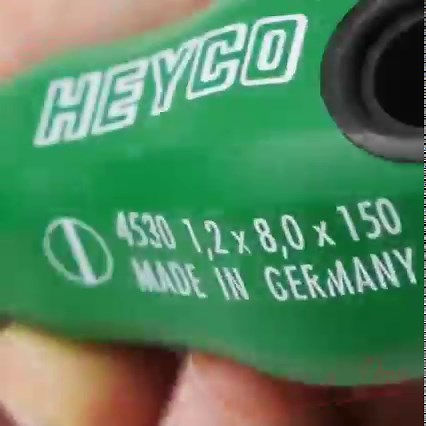 HEYCO
4530 1,2 x 8,0 x 150
MADE IN GERMANY